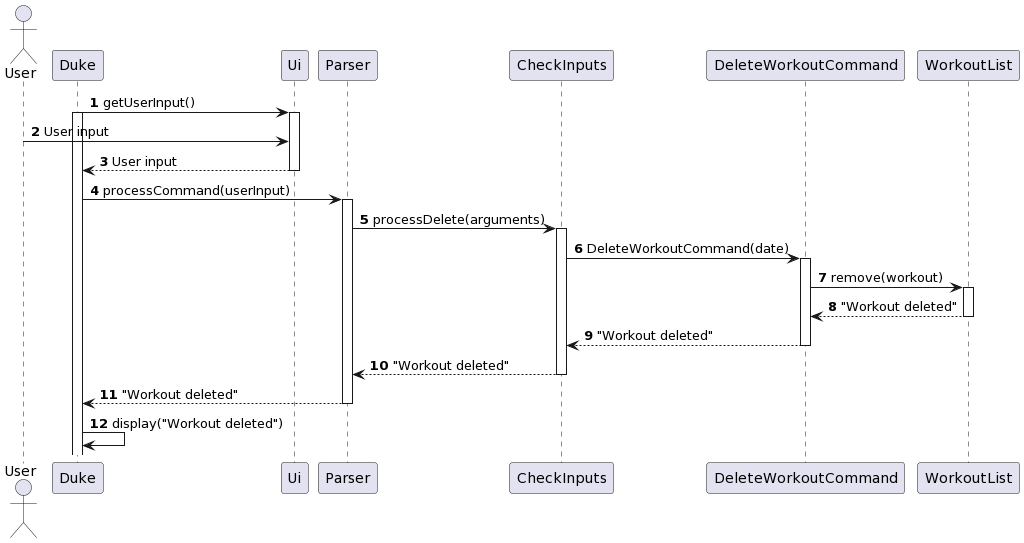 User
Duke
Ui
Parser
CheckInputs
DeleteWorkoutCommand
WorkoutList
1 getUserInput()
2 User input
3 User input
4 processCommand(userInput)
5 processDelete(arguments)
6 DeleteWorkoutCommand(date)
7 remove(workout)
8 "Workout deleted"
9 "Workout deleted"
10 "Workout deleted"
11 "Workout deleted"
12 display("Workout deleted")
User
Duke
Ui
Parser
CheckInputs
DeleteWorkoutCommand
WorkoutList